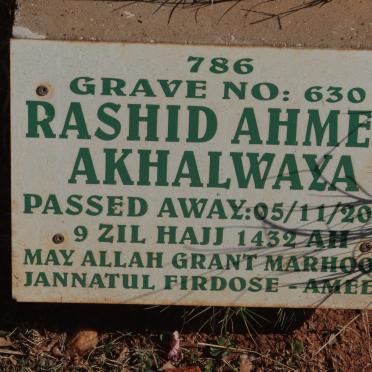 786
GRAVE NO: 630
RASHID AHME
AKHALWAYA
PASSED AWAY:05/11/20
9 ZIL HAJJ 1432 AH
MAY ALLAH GRANT MARHOO
JANNATUL FIRDOSE - AMEE